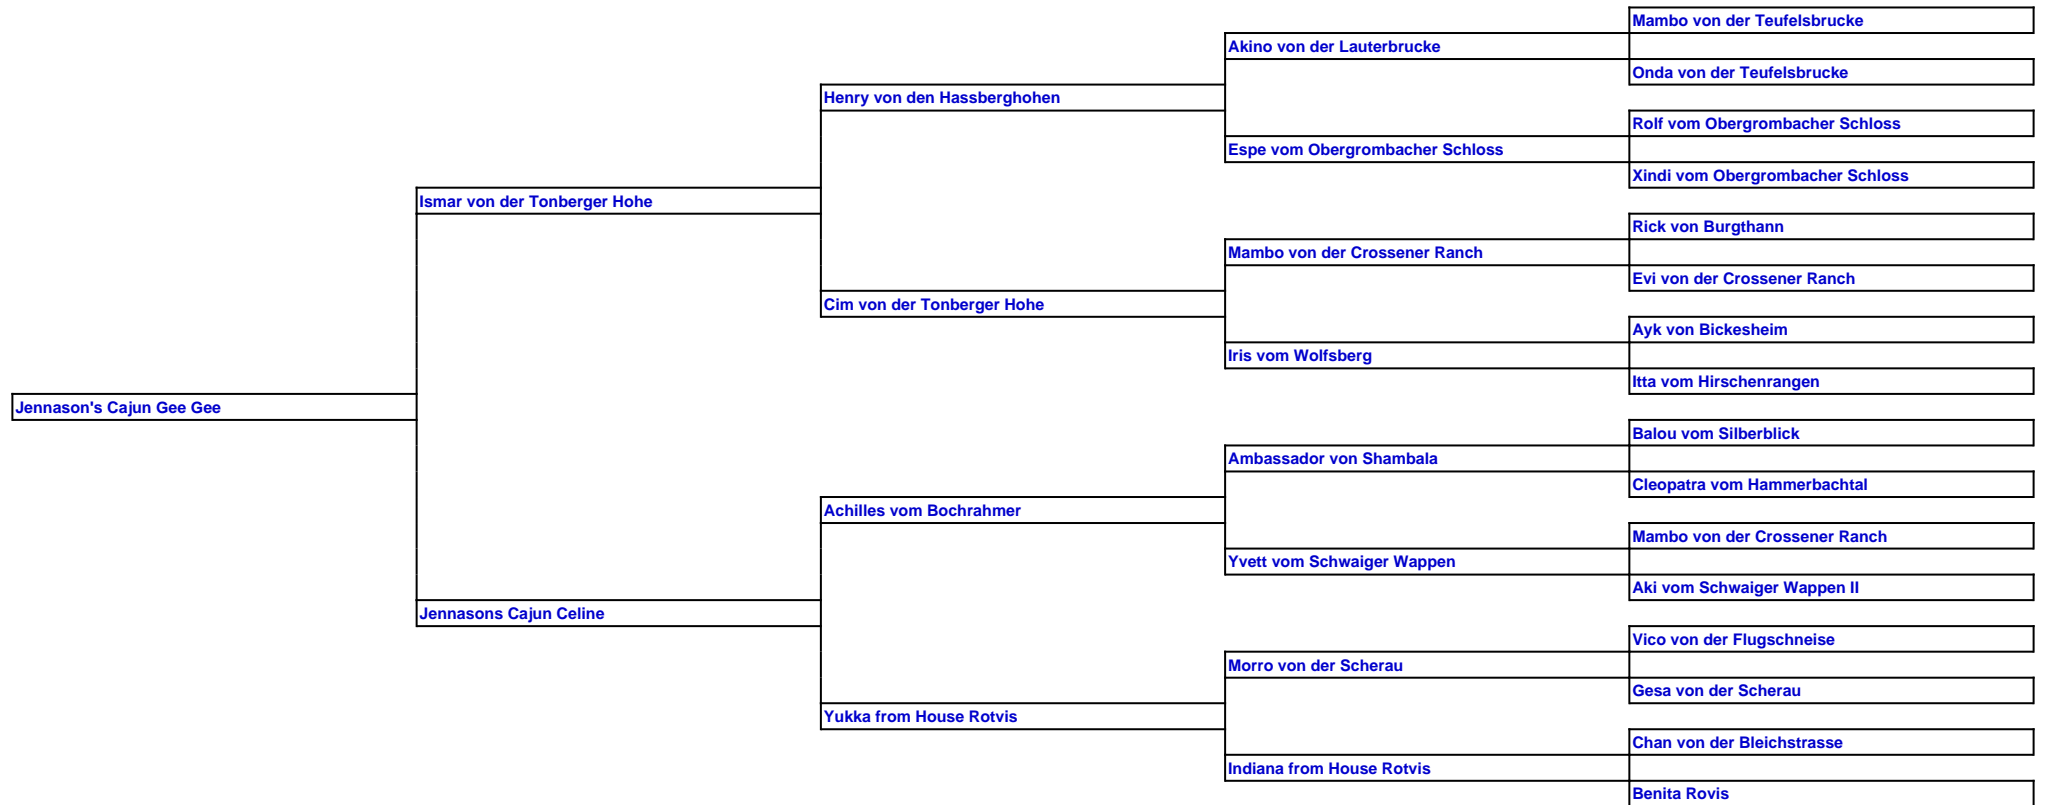 Mambo von der Teufelsbrucke
Akino von der Lauterbrucke
Onda von der Teufelsbrucke
Henry von den Hassberghohen
Rolf vom Obergrombacher Schloss
Espe vom Obergrombacher Schloss
Xindi vom Obergrombacher Schloss
Ismar von der Tonberger Hohe
Rick von Burgthann
Mambo von der Crossener Ranch
Evi von der Crossener Ranch
Cim von der Tonberger Hohe
Ayk von Bickesheim
Iris vom Wolfsberg
Itta vom Hirschenrangen
Jennason's Cajun Gee Gee
Balou vom Silberblick
Ambassador von Shambala
Cleopatra vom Hammerbachtal
Achilles vom Bochrahmer
Mambo von der Crossener Ranch
Yvett vom Schwaiger Wappen
Aki vom Schwaiger Wappen II
Jennasons Cajun Celine
Vico von der Flugschneise
Morro von der Scherau
Gesa von der Scherau
Yukka from House Rotvis
Chan von der Bleichstrasse
Indiana from House Rotvis
Benita Rovis